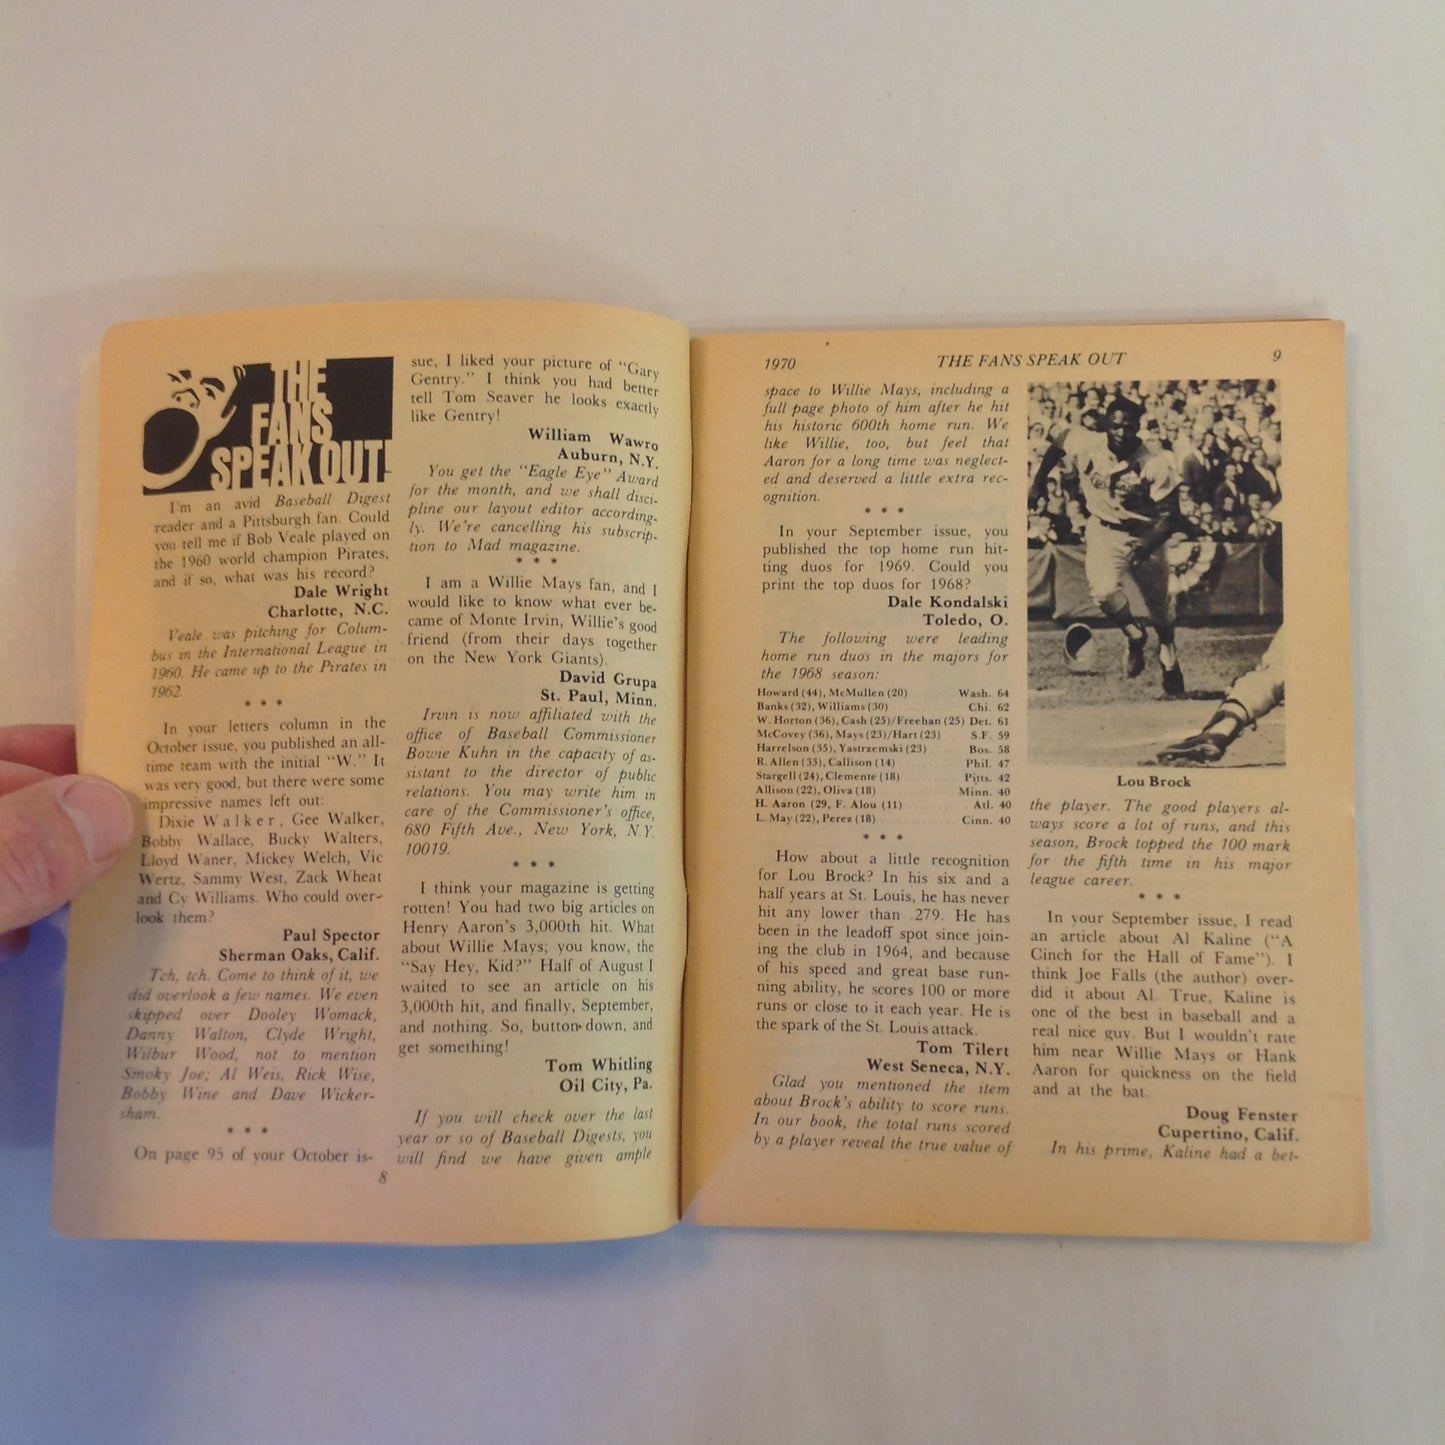 THE
FANS
SPEAK OUT!
I'm an avid Baseball Digest
reader and a Pittsburgh fan. Could
you tell me if Bob Veale played on
the 1960 world champion Pirates,
and if so, what was his record?
Dale Wright
Charlotte, N.C.
Veale was pitching for Colum-
bus in the International League in
1960. He came up to the Pirates in
1962.
* * *
In your letters column in the
October issue, you published an all-
time team with the initial "W." It
was very good, but there were some
impressive names left out:
Dixie Walker, Gee Walker,
Bobby Wallace, Bucky Walters,
Lloyd Waner, Mickey Welch, Vic
Wertz, Sammy West, Zack Wheat
and Cy Williams. Who could over-
look them?
Paul Spector
Sherman Oaks, Calif.
Tch, tch. Come to think of it, we
did overlook a few names. We even
skipped over Dooley Womack,
Danny Walton, Clyde Wright,
Wilbur Wood, not to mention
Smoky Joe; Al Weis, Rick Wise,
Bobby Wine and Dave Wicker-
sham.
* * *
On page 95 of your October is-
8
sue, I liked your picture of "Gary
Gentry." I think you had better
tell Tom Seaver he looks exactly
like Gentry!
William Wawro
Auburn, N.Y.
You get the "Eagle Eye" Award
for the month, and we shall disci-
pline our layout editor according-
ly. We're cancelling his subscrip-
tion to Mad magazine.
* * *
I am a Willie Mays fan, and I
would like to know what ever be-
came of Monte Irvin, Willie's good
friend (from their days together
on the New York Giants).
David Grupa
St. Paul, Minn.
Irvin is now affiliated with the
office of Baseball Commissioner
Bowie Kuhn in the capacity of as-
sistant to the director of public
relations. You may write him in
care of the Commissioner's office,
680 Fifth Ave., New York, N.Y.
10019.
* * *
I think your magazine is getting
rotten! You had two big articles on
Henry Aaron's 3,000th hit. What
about Willie Mays; you know, the
"Say Hey, Kid?" Half of August I
waited to see an article on his
3,000th hit, and finally, September,
and nothing. So, button-down, and
get something!
Tom Whitling
Oil City, Pa.
If you will check over the last
year or so of Baseball Digests, you
will find we have given ample
1970 THE FANS SPEAK OUT 9
space to Willie Mays, including a
full page photo of him after he hit
his historic 600th home run. We
like Willie, too, but feel that
Aaron for a long time was neglect-
ed and deserved a little extra rec-
ognition.
* * *
In your September issue, you
published the top home run hit-
ting duos for 1969. Could you
print the top duos for 1968?
Dale Kondalski
Toledo, O.
The following were leading
home run duos in the majors for
the 1968 season:
Howard (44), McMullen (20) Wash. 64
Banks (32), Williams (30) Chi. 62
W. Horton (36), Cash (25)/Freehan (25) Det. 61
McCovey (36), Mays (23)/Hart (23) S.F. 59
Harrelson (35), Yastrzemski (23) Bos. 58
R. Allen (33), Callison (14) Phil. 47
Stargell (24), Clemente (18) Pitts. 42
Allison (22), Oliva (18) Minn. 40
H. Aaron (29, F. Alou (11) Atl. 40
L. May (22), Perez (18) Cinn. 40
* * *
How about a little recognition
for Lou Brock? In his six and a
half years at St. Louis, he has never
hit any lower than .279. He has
been in the leadoff spot since join-
ing the club in 1964, and because
of his speed and great base run-
ning ability, he scores 100 or more
runs or close to it each year. He is
the spark of the St. Louis attack.
Tom Tilert
West Seneca, N.Y.
Glad you mentioned the item
about Brock's ability to score runs.
In our book, the total runs scored
by a player reveal the true value of
Lou Brock
the player. The good players al-
ways score a lot of runs, and this
season, Brock topped the 100 mark
for the fifth time in his major
league career.
* * *
In your September issue, I read
an article about Al Kaline ("A
Cinch for the Hall of Fame"). I
think Joe Falls (the author) over-
did it about Al. True, Kaline is
one of the best in baseball and a
real nice guy. But I wouldn't rate
him near Willie Mays or Hank
Aaron for quickness on the field
and at the bat.
Doug Fenster
Cupertino, Calif.
In his prime, Kaline had a bet-